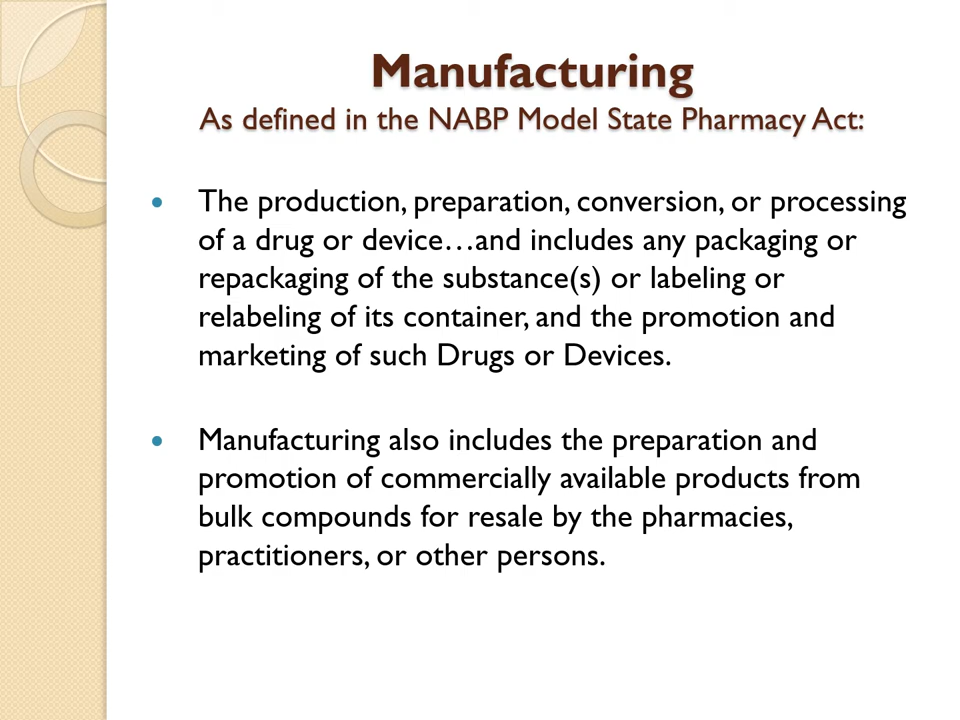 Manufacturing
As defined in the NABP Model State Pharmacy Act:
• The production, preparation, conversion, or processing
of a drug or device…and includes any packaging or
repackaging of the substance(s) or labeling or
relabeling of its container, and the promotion and
marketing of such Drugs or Devices.
• Manufacturing also includes the preparation and
promotion of commercially available products from
bulk compounds for resale by the pharmacies,
practitioners, or other persons.